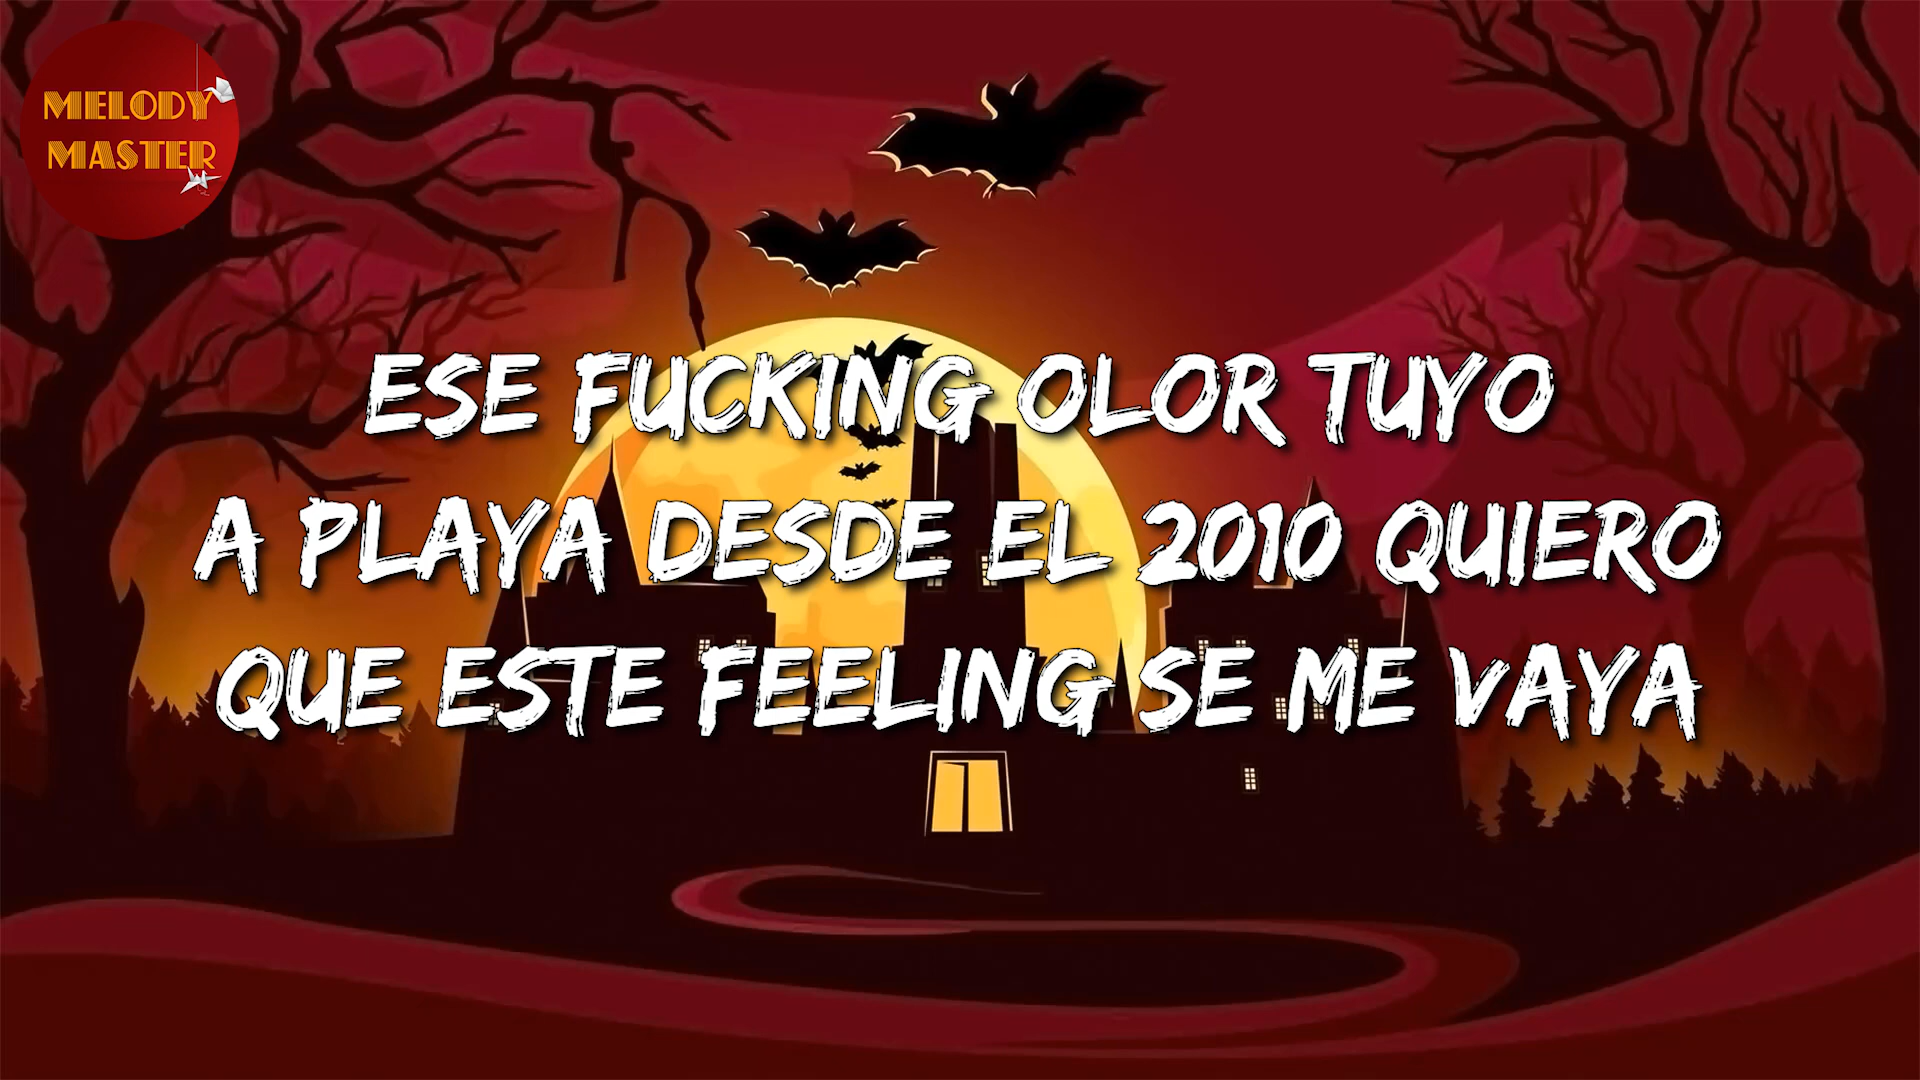 MELODY
MASTER
ESE FUCKING OLOR TUYO
A PLAYA DESDE EL 2010 QUIERO
QUE ESTE FEELING SE ME VAYA